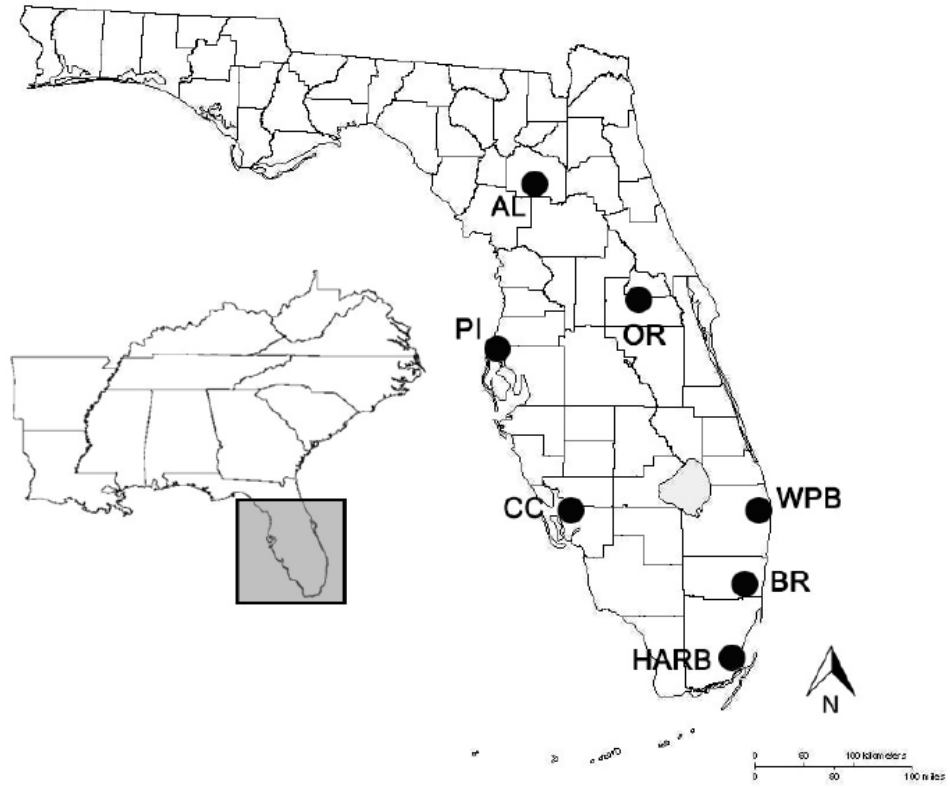 AL
PI
OR
CC
WPB
BR
HARB
N
0 60 100 kilometers
0 60 100 miles